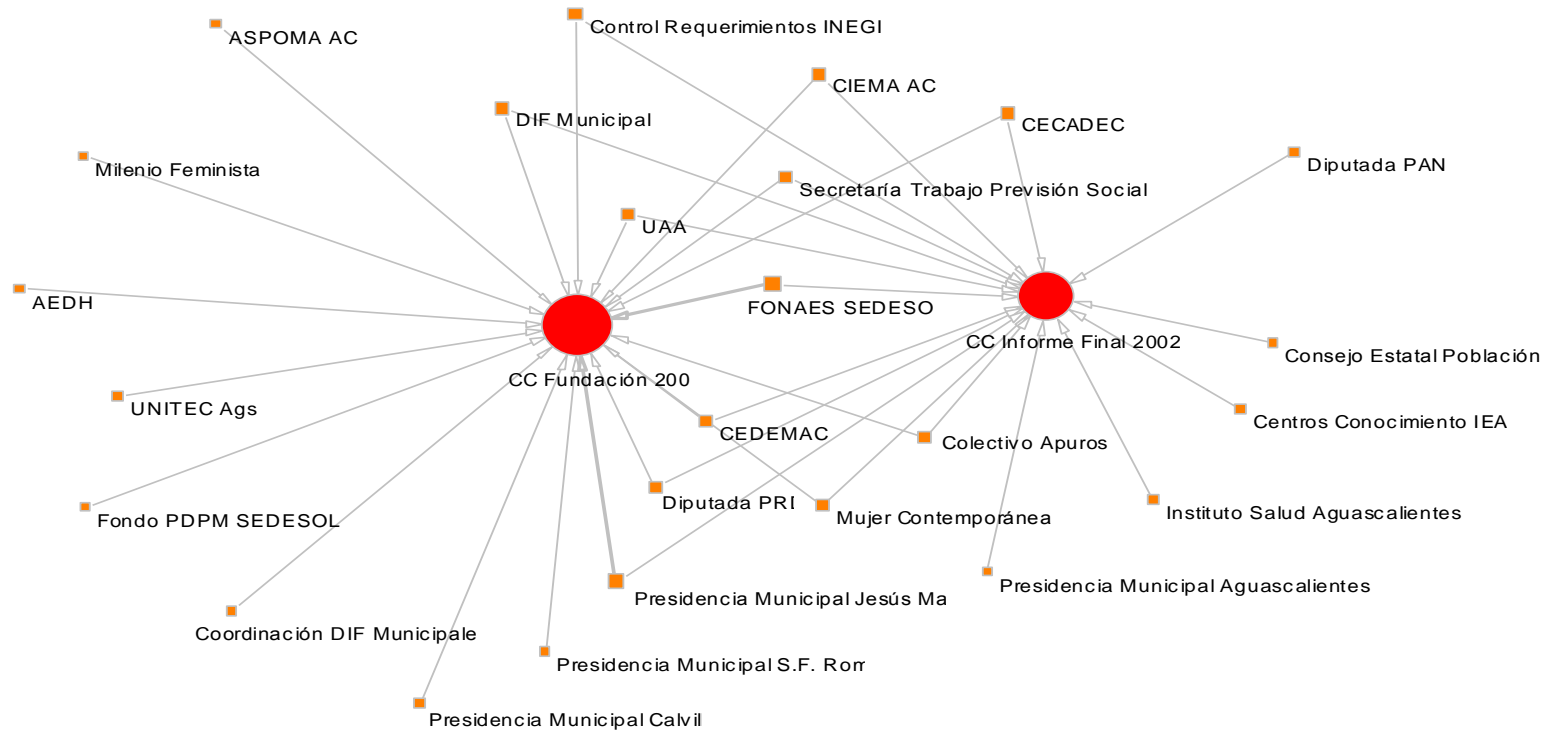 Control Requerimientos INEGI
ASPOMA AC
CIEMA AC
DIF Municipal
CECADEC
Diputada PAN
Milenio Feminista
Secretaría Trabajo Previsión Social
UAA
AEDH
FONAES SEDESO
CC Informe Final 2002
Consejo Estatal Población
CC Fundación 200
UNITEC Ags
Centros Conocimiento IEA
CEDEMAC
Colectivo Apuros
Diputada PRI
Mujer Contemporánea
Instituto Salud Aguascalientes
Fondo PDPM SEDESOL
Presidencia Municipal Aguascalientes
Presidencia Municipal Jesús Ma
Coordinación DIF Municipale
Presidencia Municipal S.F. Rom
Presidencia Municipal Calvil